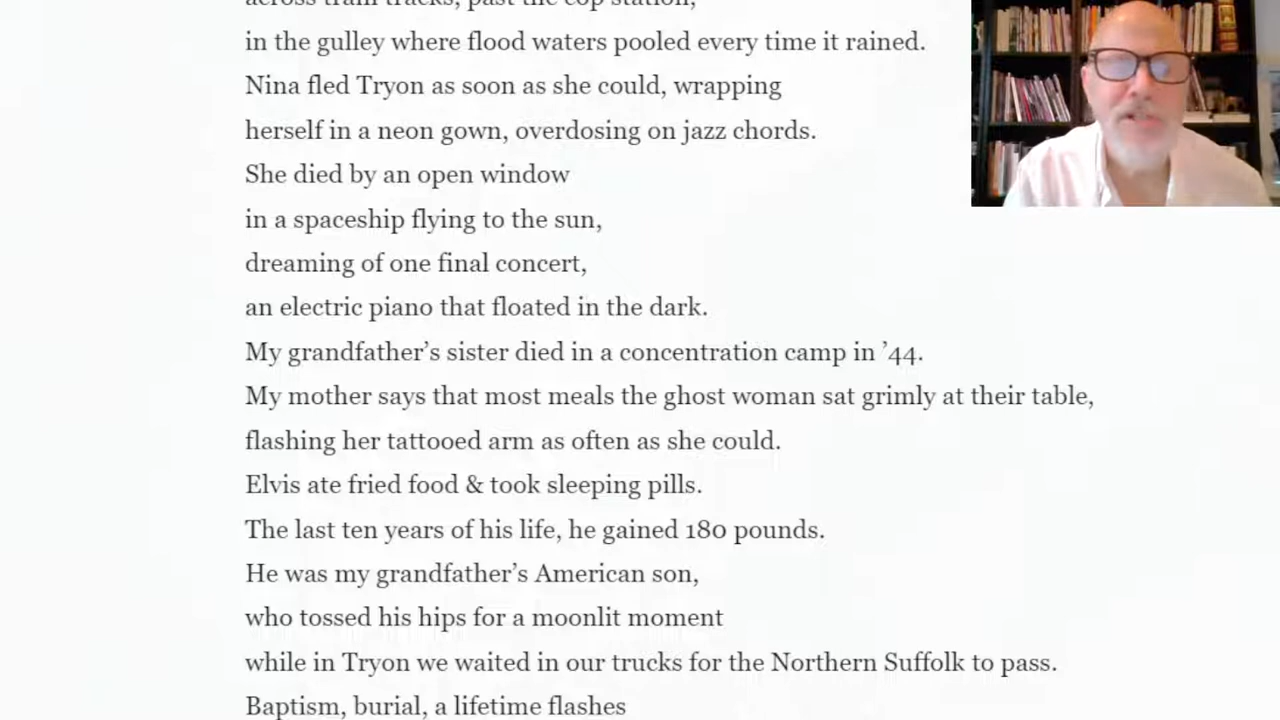 across train tracks, past the cop station,
in the gulley where flood waters pooled every time it rained.
Nina fled Tryon as soon as she could, wrapping
herself in a neon gown, overdosing on jazz chords.
She died by an open window
in a spaceship flying to the sun,
dreaming of one final concert,
an electric piano that floated in the dark.
My grandfather’s sister died in a concentration camp in ’44.
My mother says that most meals the ghost woman sat grimly at their table,
flashing her tattooed arm as often as she could.
Elvis ate fried food & took sleeping pills.
The last ten years of his life, he gained 180 pounds.
He was my grandfather’s American son,
who tossed his hips for a moonlit moment
while in Tryon we waited in our trucks for the Northern Suffolk to pass.
Baptism, burial, a lifetime flashes